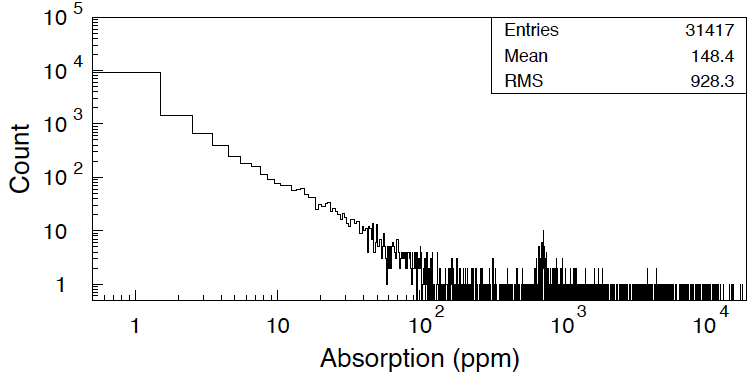 Entries 31417
Mean 148.4
RMS 928.3
10^5
10^4
10^3
10^2
10
1
Count
1 10 10^2 10^3 10^4
Absorption (ppm)